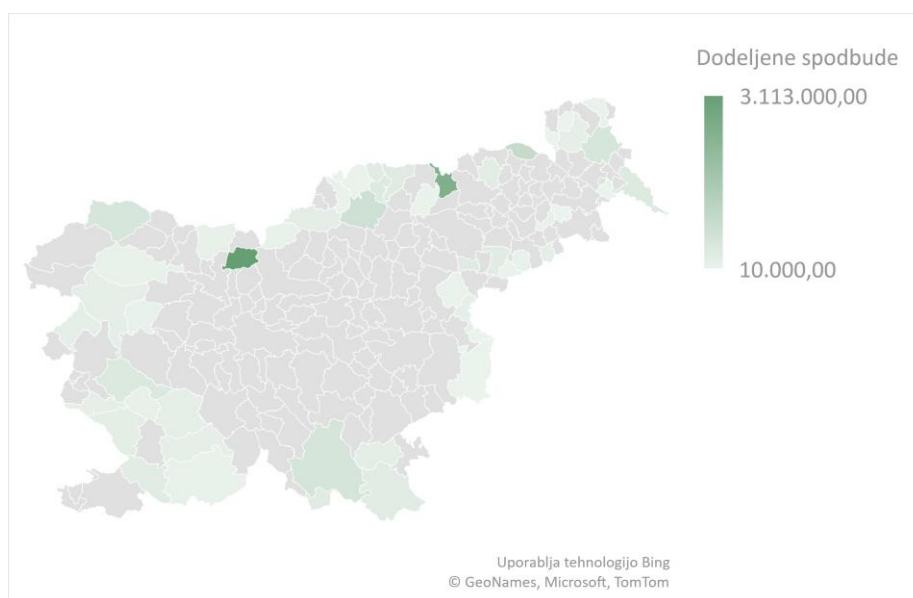 Dodeljene spodbude
3.113.000,00
10.000,00
Uporablja tehnologijo Bing
© GeoNames, Microsoft, TomTom